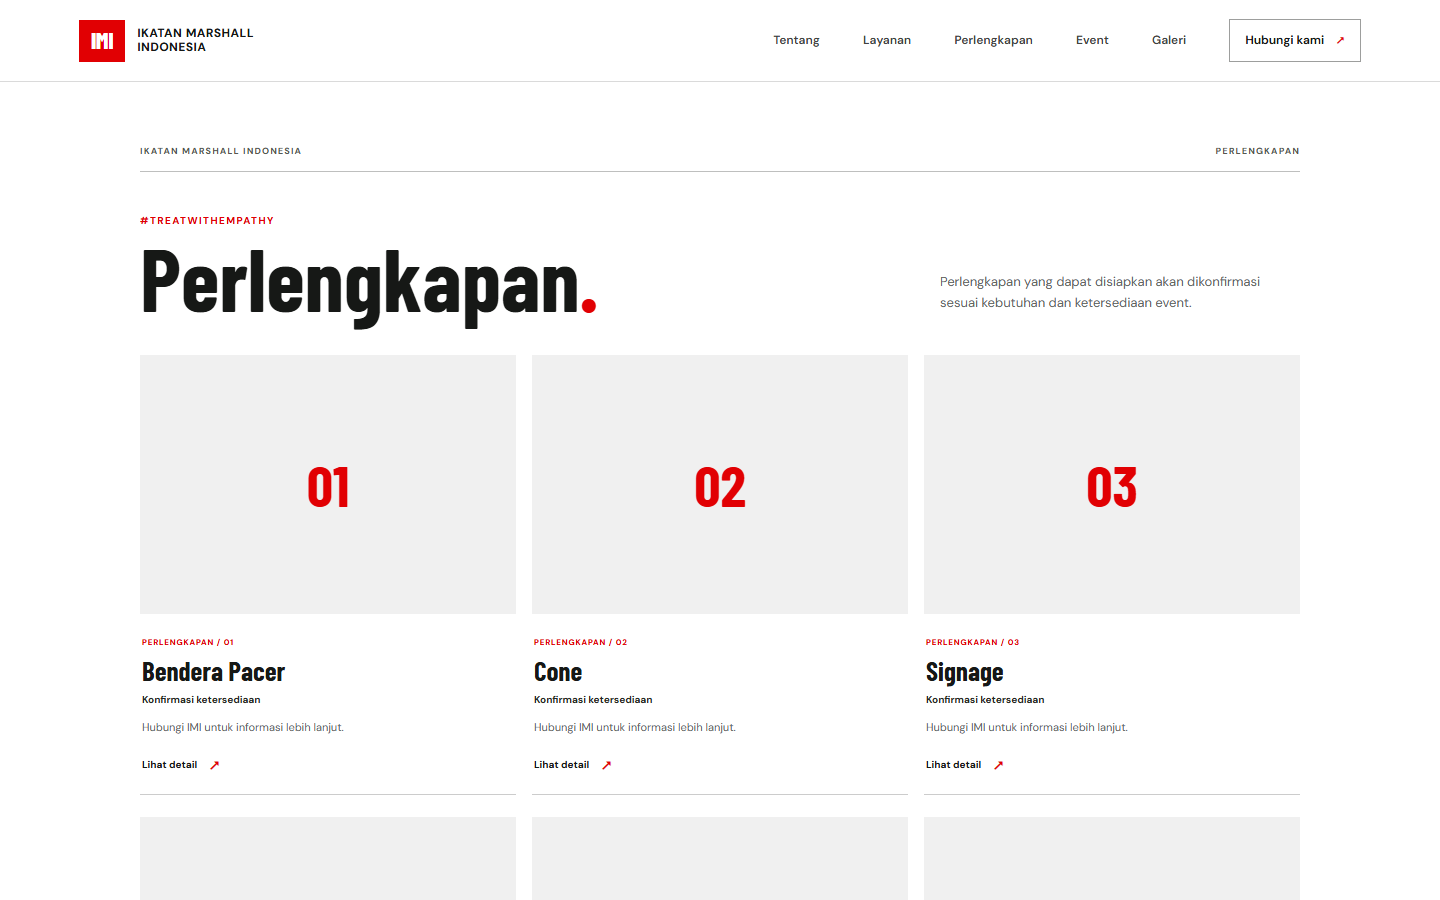 IMI
IKATAN MARSHALL
INDONESIA
Tentang
Layanan
Perlengkapan
Event
Galeri
Hubungi kami ↗
IKATAN MARSHALL INDONESIA
PERLENGKAPAN
#TREATWITHEMPATHY
Perlengkapan.
Perlengkapan yang dapat disiapkan akan dikonfirmasi
sesuai kebutuhan dan ketersediaan event.
01
02
03
PERLENGKAPAN / 01
Bendera Pacer
Konfirmasi ketersediaan
Hubungi IMI untuk informasi lebih lanjut.
Lihat detail ↗
PERLENGKAPAN / 02
Cone
Konfirmasi ketersediaan
Hubungi IMI untuk informasi lebih lanjut.
Lihat detail ↗
PERLENGKAPAN / 03
Signage
Konfirmasi ketersediaan
Hubungi IMI untuk informasi lebih lanjut.
Lihat detail ↗